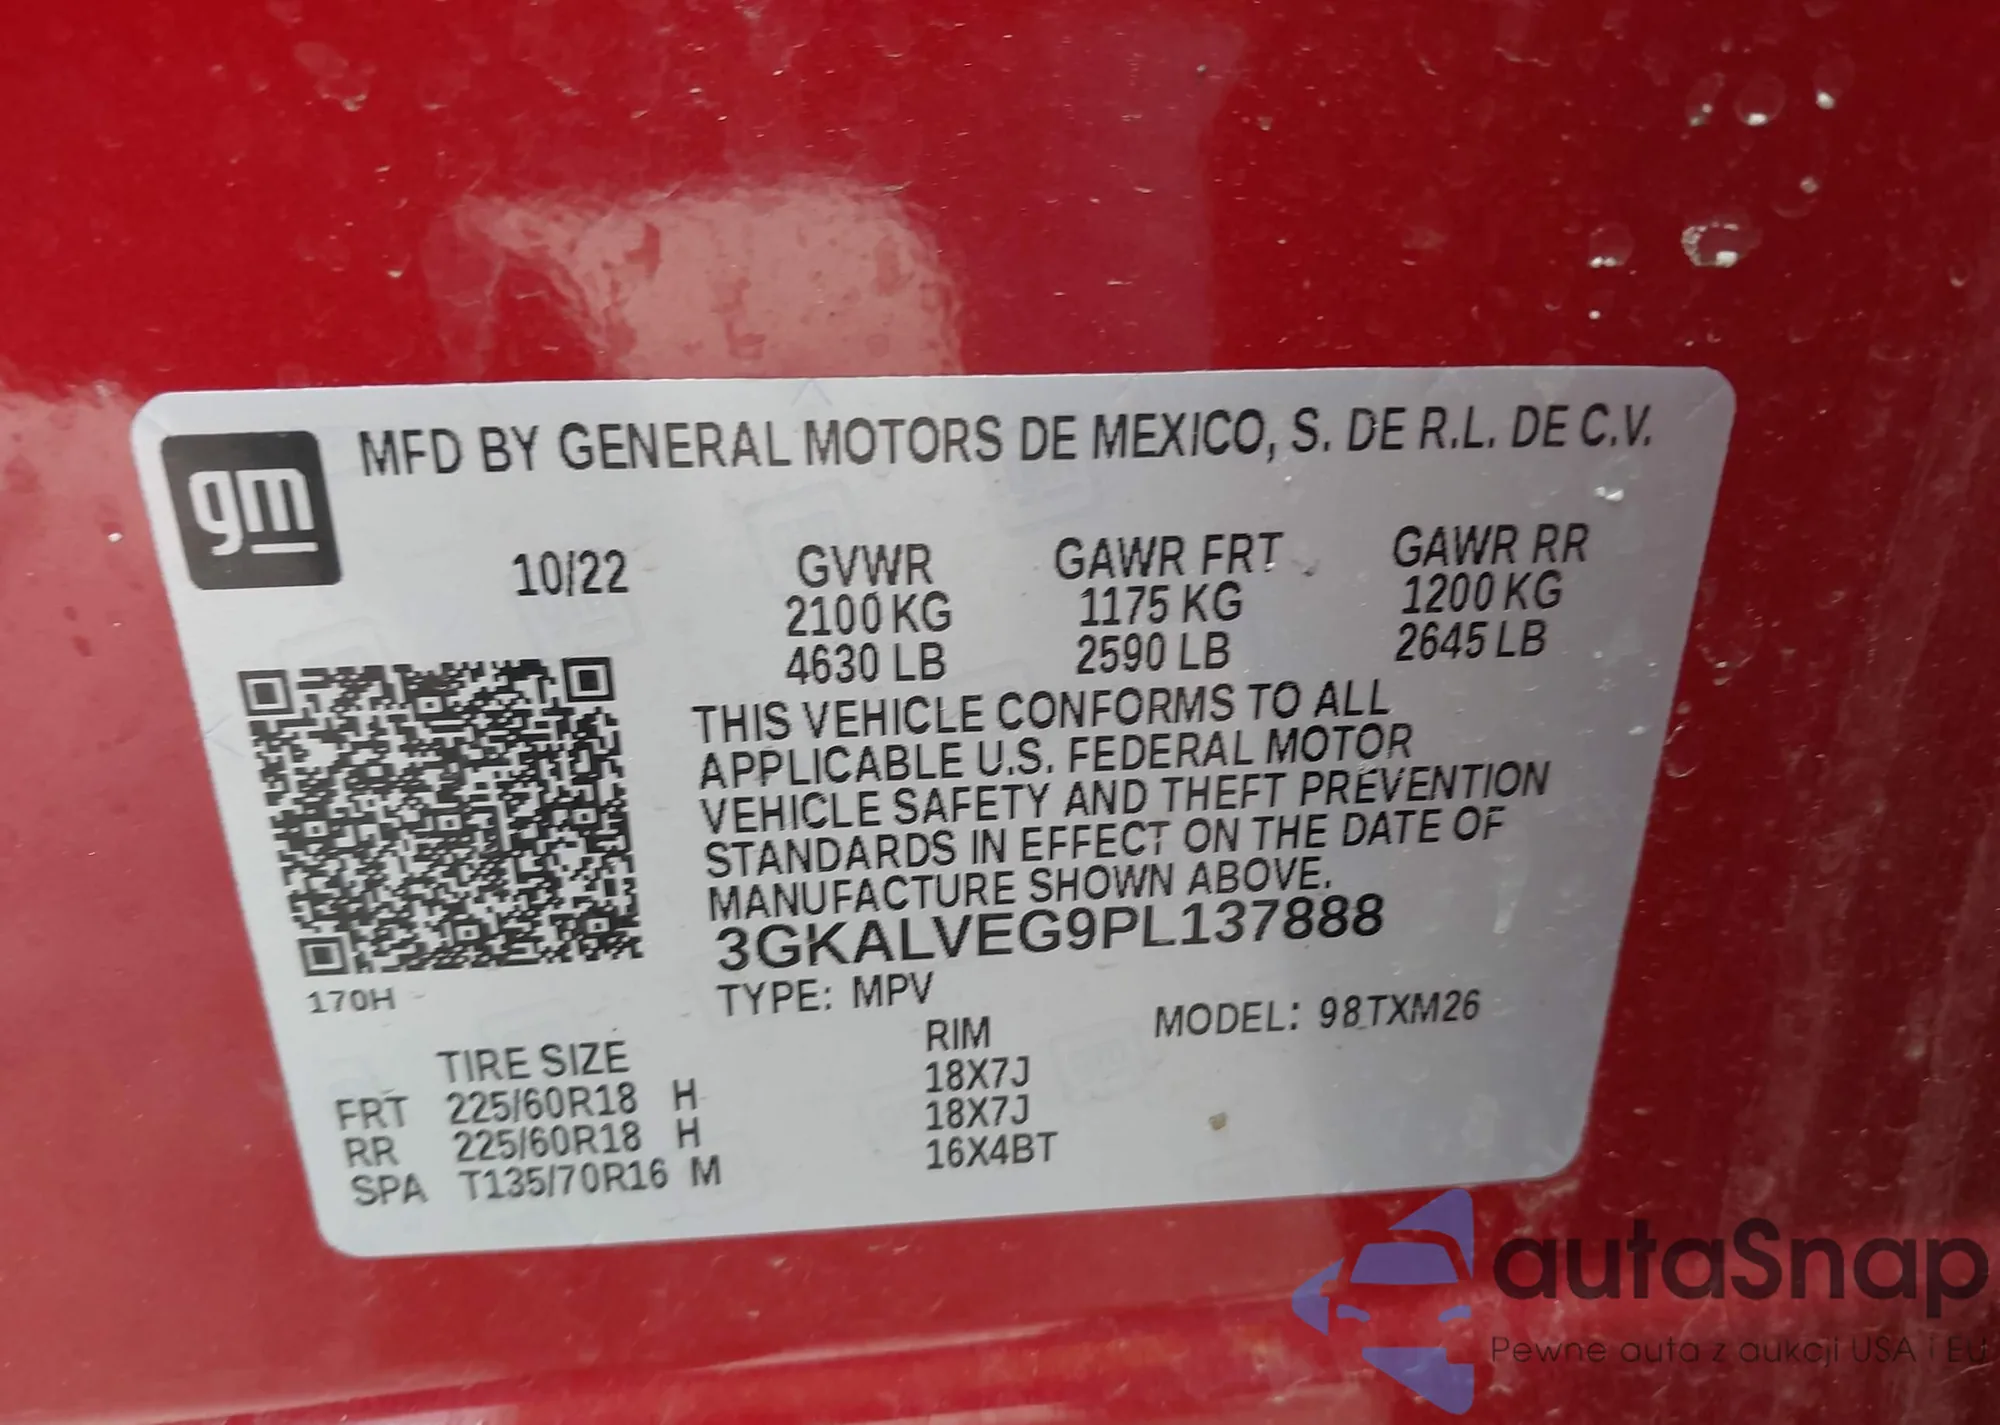 gm
MFD BY GENERAL MOTORS DE MEXICO, S. DE R.L. DE C.V.
10/22 GVWR GAWR FRT GAWR RR
2100 KG 1175 KG 1200 KG
4630 LB 2590 LB 2645 LB
THIS VEHICLE CONFORMS TO ALL
APPLICABLE U.S. FEDERAL MOTOR
VEHICLE SAFETY AND THEFT PREVENTION
STANDARDS IN EFFECT ON THE DATE OF
MANUFACTURE SHOWN ABOVE.
3GKALVEG9PL137888
170H
TYPE: MPV MODEL: 98TXM26
TIRE SIZE RIM
FRT 225/60R18 H 18X7J
RR 225/60R18 H 18X7J
SPA T135/70R16 M 16X4BT
autaSnap
Pewne auta z aukcji USA i EU